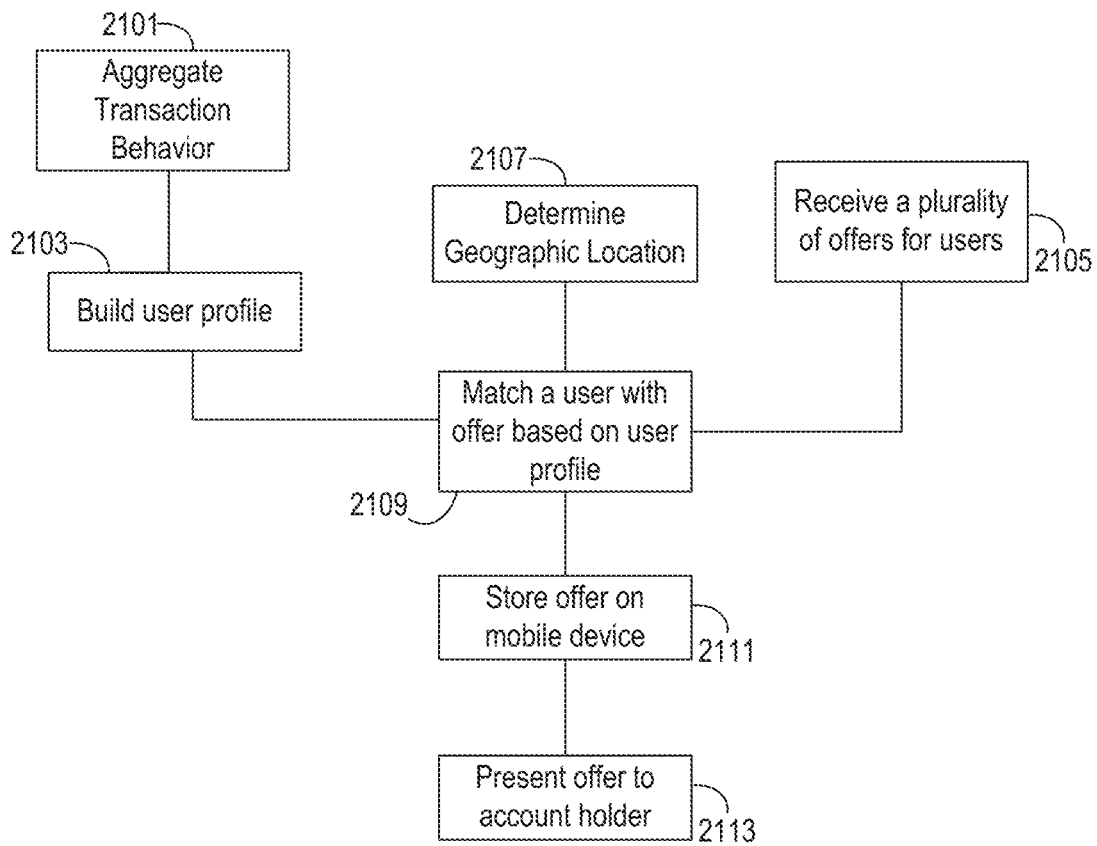 2101
Aggregate
Transaction
Behavior
2107
Determine
Geographic Location
Receive a plurality
of offers for users
2105
2103
Build user profile
Match a user with
offer based on user
profile
2109
Store offer on
mobile device
2111
Present offer to
account holder
2113